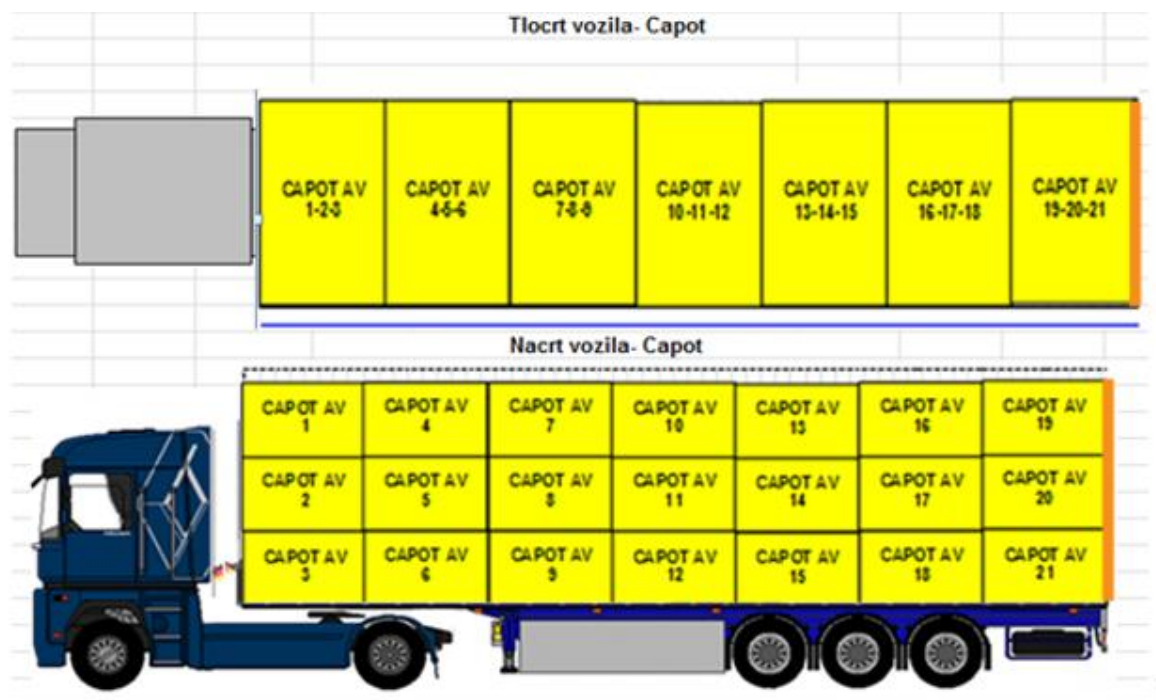 Tlocrt vozila- Capot
CAPOT AV
1-2-3
CAPOT AV
4-5-6
CAPOT AV
7-8-9
CAPOT AV
10-11-12
CAPOT AV
13-14-15
CAPOT AV
16-17-18
CAPOT AV
19-20-21
Nacrt vozila- Capot
CAPOT AV
1
CAPOT AV
4
CAPOT AV
7
CAPOT AV
10
CAPOT AV
13
CAPOT AV
16
CAPOT AV
19
CAPOT AV
2
CAPOT AV
5
CAPOT AV
8
CAPOT AV
11
CAPOT AV
14
CAPOT AV
17
CAPOT AV
20
CAPOT AV
3
CAPOT AV
6
CAPOT AV
9
CAPOT AV
12
CAPOT AV
15
CAPOT AV
18
CAPOT AV
21